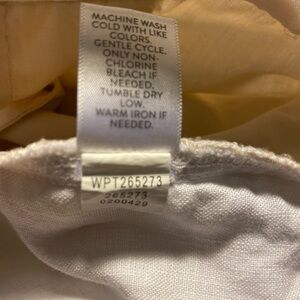 MACHINE WASH
COLD WITH LIKE
COLORS.
GENTLE CYCLE.
ONLY NON-
CHLORINE
BLEACH IF
NEEDED.
TUMBLE DRY
LOW.
WARM IRON IF
NEEDED.
WPT265273
265273
0200429